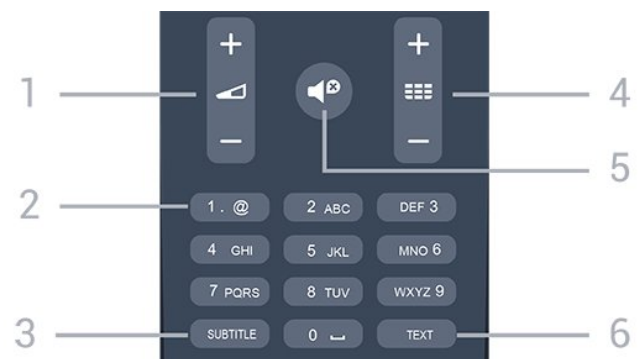 + +
1 4
- -
5
2 1 . @ 2 ABC DEF 3
4 GHI 5 JKL MNO 6
7 PQRS 8 TUV WXYZ 9
3 SUBTITLE 0 ⎵ TEXT 6